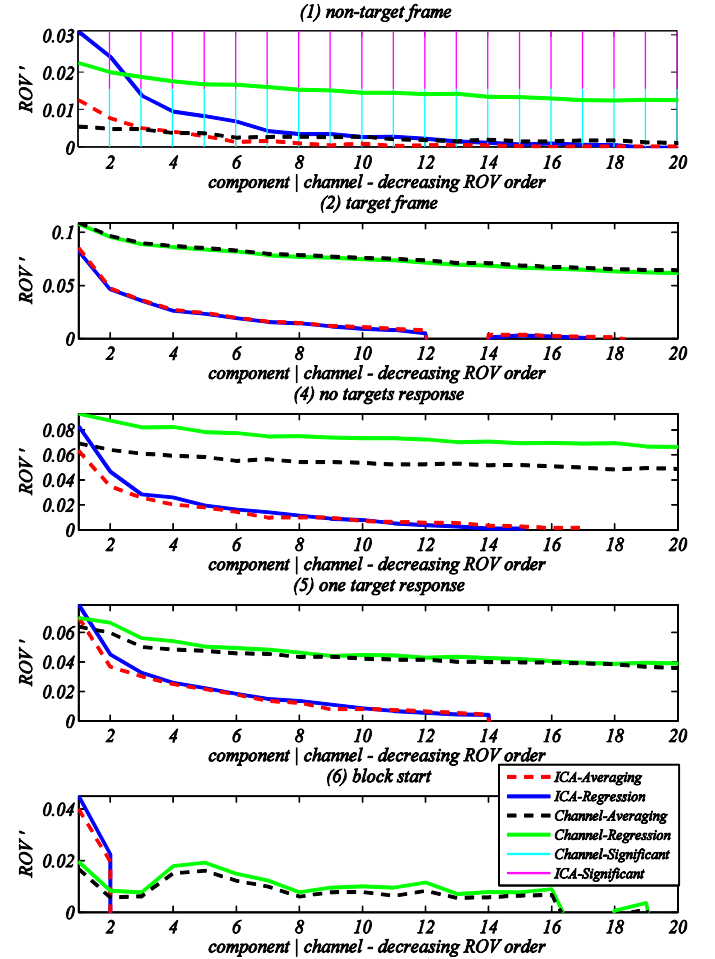 (1) non-target frame
0.03
0.02
0.01
0
ROV '
2 4 6 8 10 12 14 16 18 20
component | channel - decreasing ROV order
(2) target frame
0.1
0.05
0
ROV '
2 4 6 8 10 12 14 16 18 20
component | channel - decreasing ROV order
(4) no targets response
0.08
0.06
0.04
0.02
0
ROV '
2 4 6 8 10 12 14 16 18 20
component | channel - decreasing ROV order
(5) one target response
0.06
0.04
0.02
0
ROV '
2 4 6 8 10 12 14 16 18 20
component | channel - decreasing ROV order
(6) block start
ICA-Averaging
ICA-Regression
Channel-Averaging
Channel-Regression
Channel-Significant
ICA-Significant
0.04
0.02
0
ROV '
2 4 6 8 10 12 14 16 18 20
component | channel - decreasing ROV order